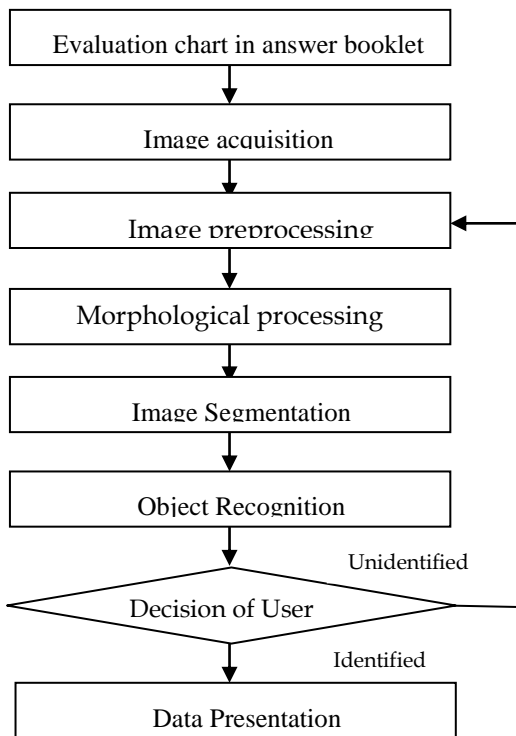 Evaluation chart in answer booklet
Image acquisition
Image preprocessing
Morphological processing
Image Segmentation
Object Recognition
Unidentified
Decision of User
Identified
Data Presentation